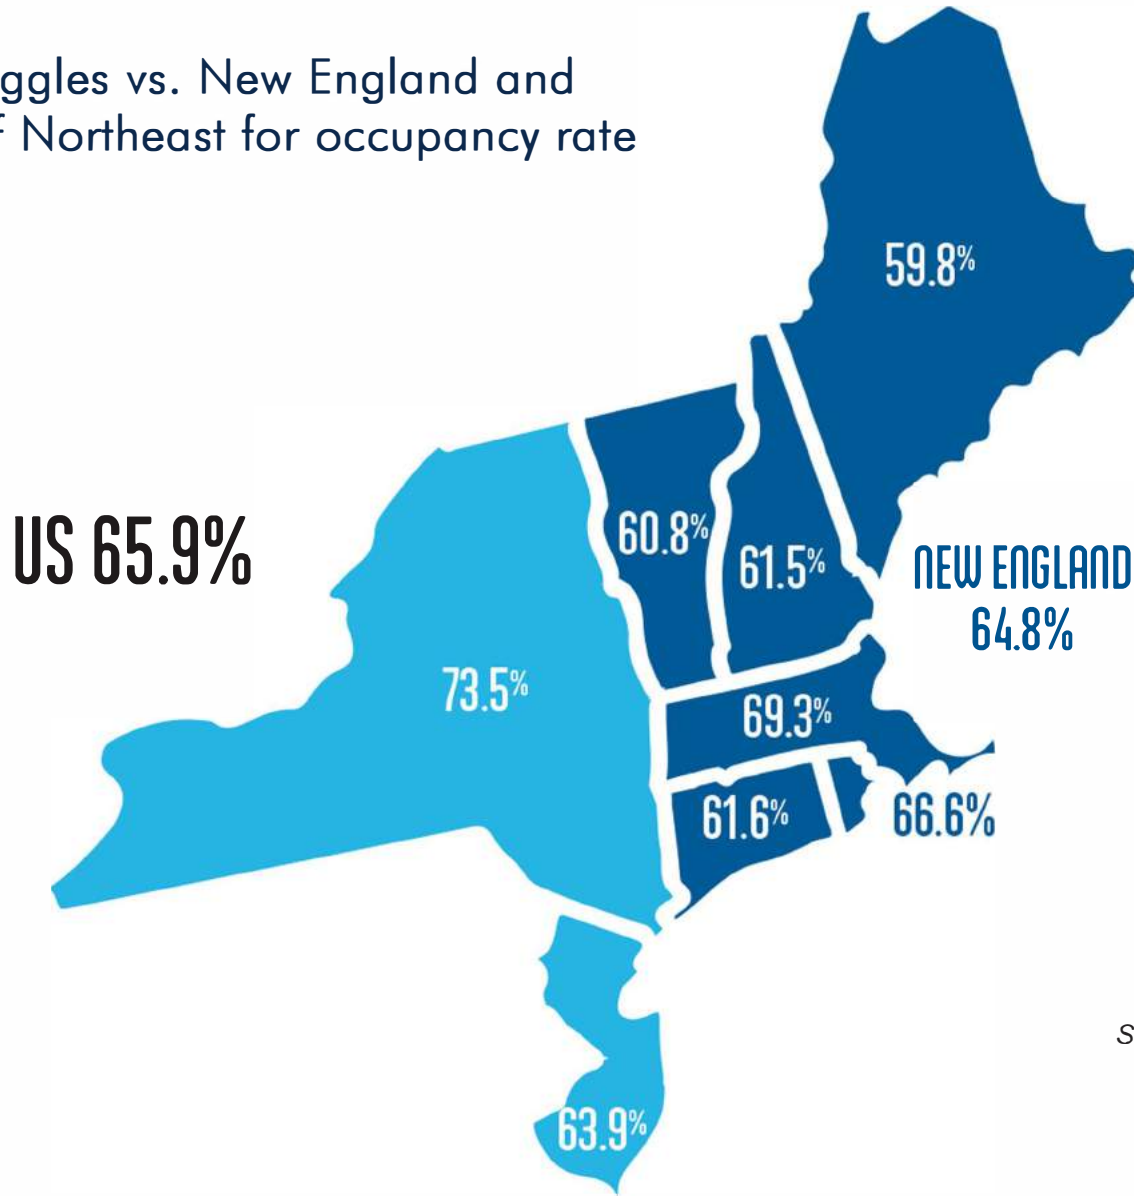 ggles vs. New England and
f Northeast for occupancy rate
59.8%
US 65.9%
60.8%
61.5%
NEW ENGLAND
64.8%
73.5%
69.3%
61.6%
66.6%
S
63.9%